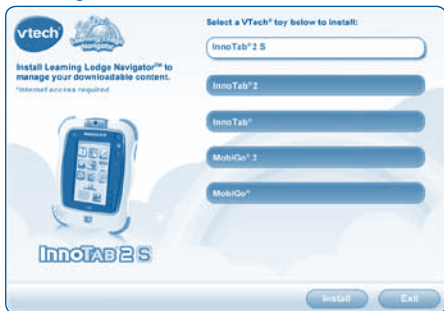 vtech®
Learning Lodge
Navigator™
Install Learning Lodge Navigator™ to
manage your downloadable content.
*Internet access required.
INNOTAB 2 S
Select a VTech® toy below to install:
InnoTab® 2 S
InnoTab® 2
InnoTab®
MobiGo® 2
MobiGo®
Install
Exit